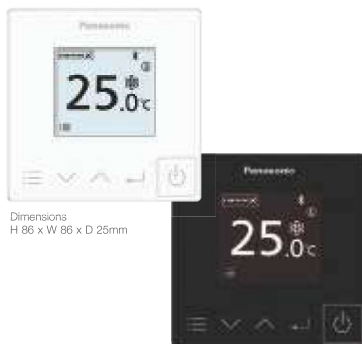 Panasonic
25.0℃
Dimensions
H 86 x W 86 x D 25mm
Panasonic
25.0℃